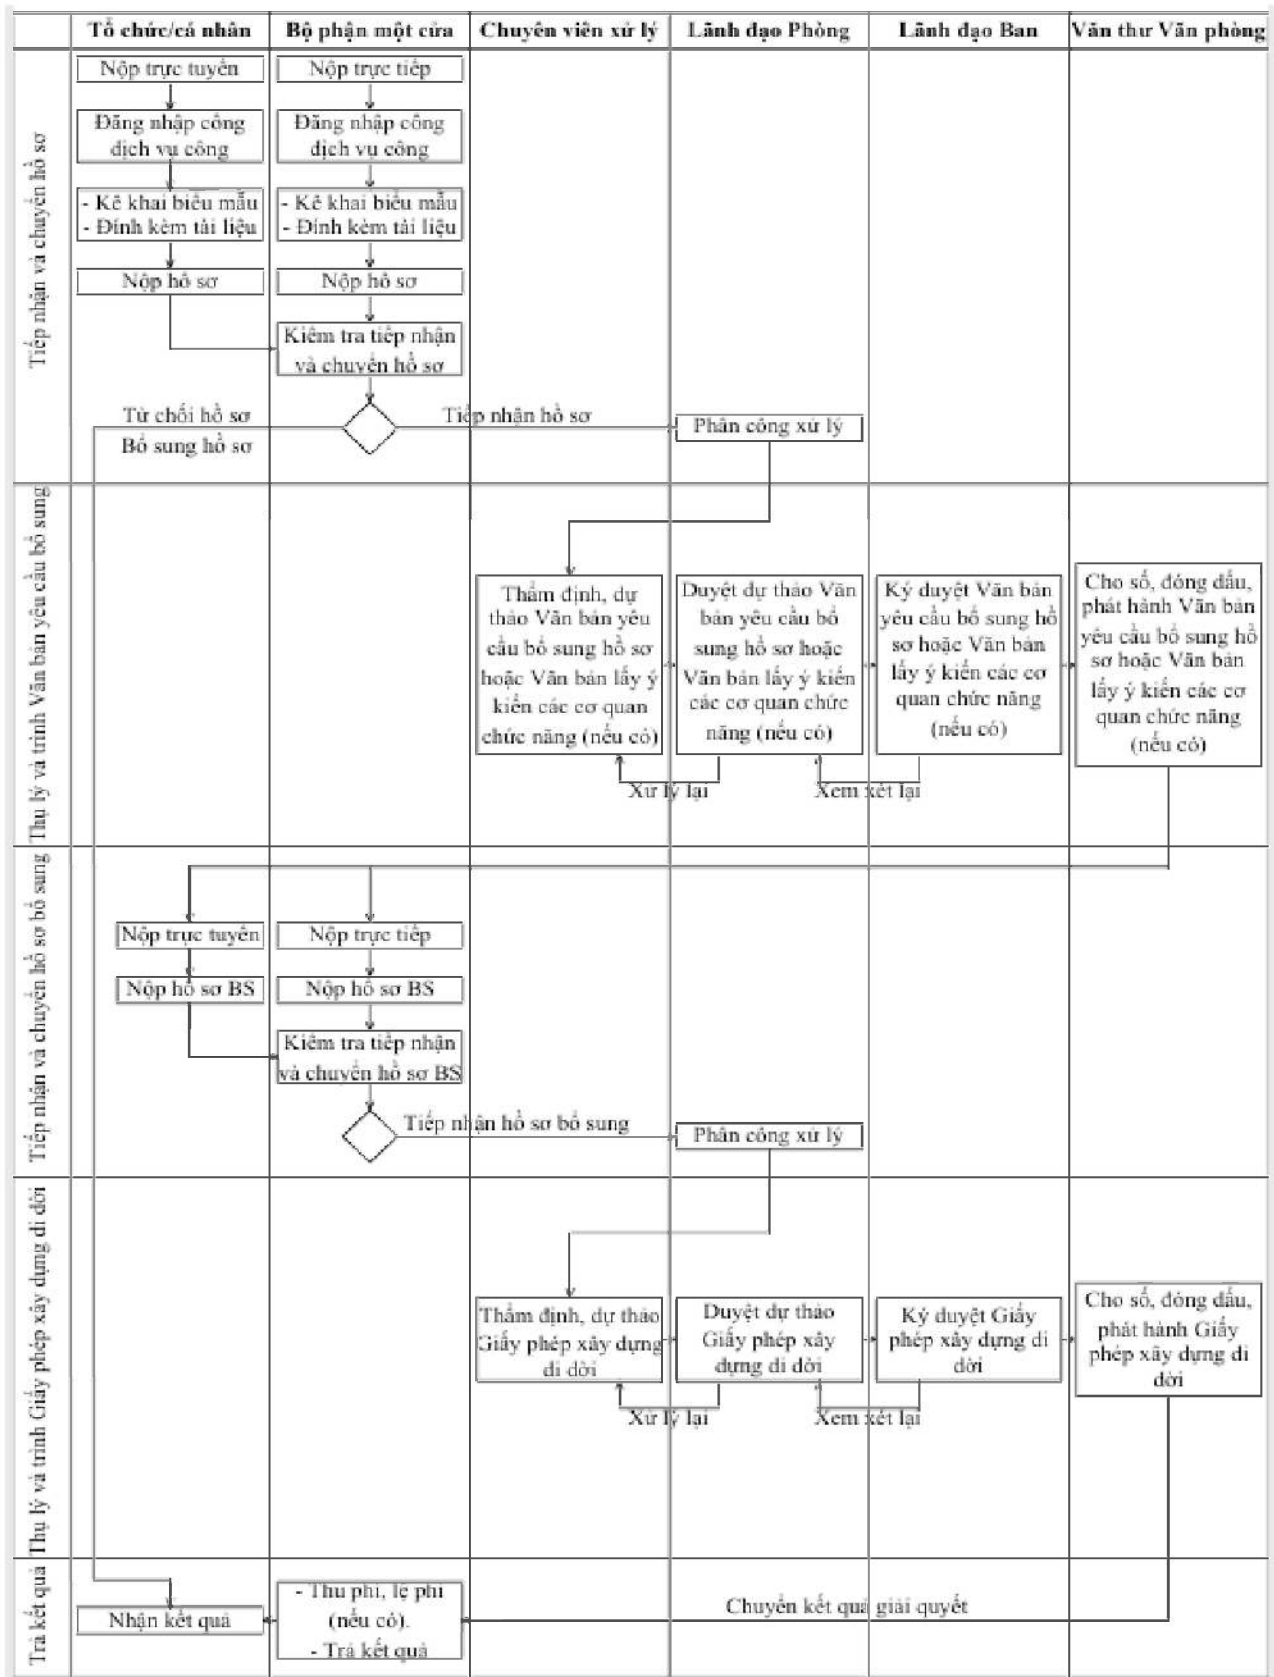 Tổ chức/cá nhân
Bộ phận một cửa
Chuyên viên xử lý
Lãnh đạo Phòng
Lãnh đạo Ban
Văn thư Văn phòng
Tiếp nhận và chuyển hồ sơ
Nộp trực tuyến
Đăng nhập công
dịch vụ công
- Kê khai biểu mẫu
- Đính kèm tài liệu
Nộp hồ sơ
Nộp trực tiếp
Đăng nhập công
dịch vụ công
- Kê khai biểu mẫu
- Đính kèm tài liệu
Nộp hồ sơ
Kiểm tra tiếp nhận
và chuyển hồ sơ
Từ chối hồ sơ
Bổ sung hồ sơ
Tiếp nhận hồ sơ
Phân công xử lý
Thụ lý và trình Văn bản yêu cầu bổ sung
Thẩm định, dự
thảo Văn bản yêu
cầu bổ sung hồ sơ
hoặc Văn bản lấy ý
kiến các cơ quan
chức năng (nếu có)
Duyệt dự thảo Văn
bản yêu cầu bổ
sung hồ sơ hoặc
Văn bản lấy ý kiến
các cơ quan chức
năng (nếu có)
Ký duyệt Văn bản
yêu cầu bổ sung hồ
sơ hoặc Văn bản
lấy ý kiến các cơ
quan chức năng
(nếu có)
Cho số, đóng dấu,
phát hành Văn bản
yêu cầu bổ sung hồ
sơ hoặc Văn bản
lấy ý kiến các cơ
quan chức năng
(nếu có)
Xử lý lại
Xem xét lại
Tiếp nhận và chuyển hồ sơ bổ sung
Nộp trực tuyến
Nộp hồ sơ BS
Nộp trực tiếp
Nộp hồ sơ BS
Kiểm tra tiếp nhận
và chuyển hồ sơ BS
Tiếp nhận hồ sơ bổ sung
Phân công xử lý
Thụ lý và trình Giấy phép xây dựng di dời
Thẩm định, dự thảo
Giấy phép xây dựng
di dời
Duyệt dự thảo
Giấy phép xây
dựng di dời
Ký duyệt Giấy
phép xây dựng di
dời
Cho số, đóng dấu,
phát hành Giấy
phép xây dựng di
dời
Xử lý lại
Xem xét lại
Trả kết quả
Nhận kết quả
- Thu phí, lệ phí
(nếu có).
- Trả kết quả
Chuyển kết quả giải quyết